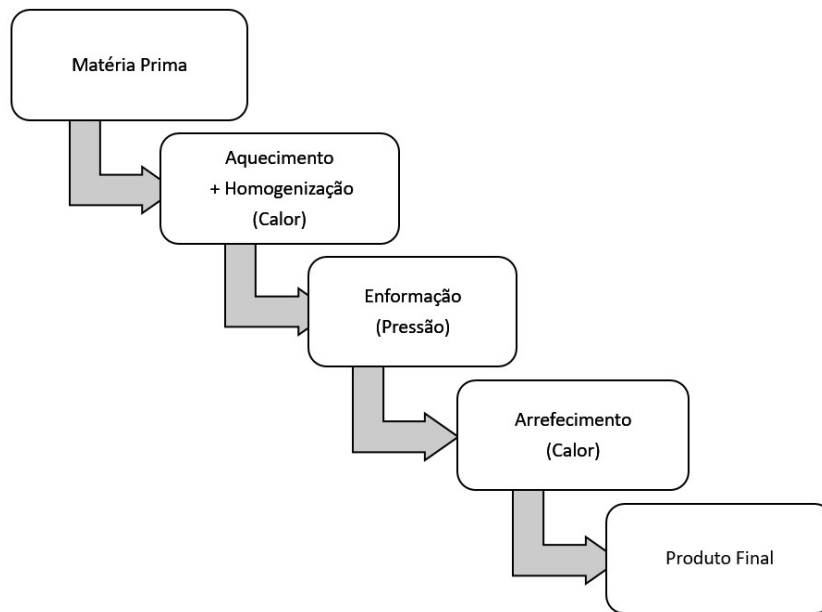 Matéria Prima
Aquecimento
+ Homogenização
(Calor)
Enformação
(Pressão)
Arrefecimento
(Calor)
Produto Final